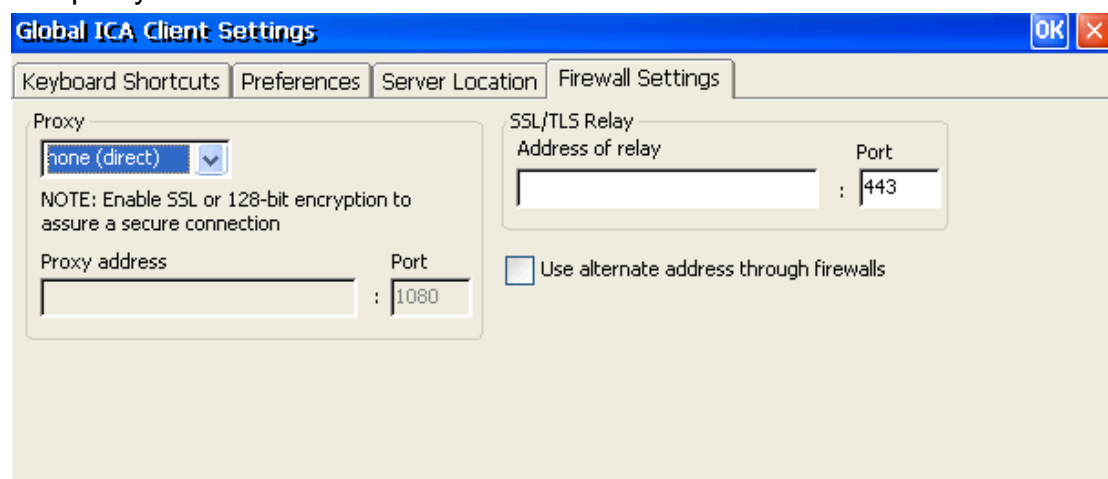 Global ICA Client Settings
OK
Keyboard Shortcuts
Preferences
Server Location
Firewall Settings
Proxy
none (direct)
NOTE: Enable SSL or 128-bit encryption to
assure a secure connection
Proxy address
Port
:
1080
SSL/TLS Relay
Address of relay
Port
:
443
Use alternate address through firewalls